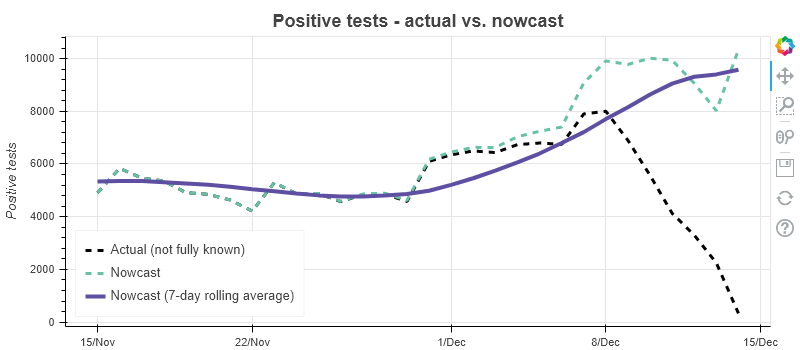 Positive tests - actual vs. nowcast
Positive tests
10000
8000
6000
4000
2000
0
Actual (not fully known)
Nowcast
Nowcast (7-day rolling average)
15/Nov
22/Nov
1/Dec
8/Dec
15/Dec